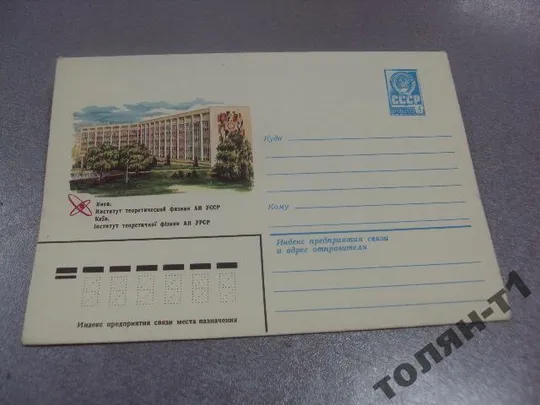 СССР
Куда
Киев.
Институт теоретической физики АН УССР
Київ.
Інститут теоретичної фізики АН УРСР
Кому
Индекс предприятия связи
и адрес отправителя
Индекс предприятия связи места назначения
ТОЛЯН-Т1